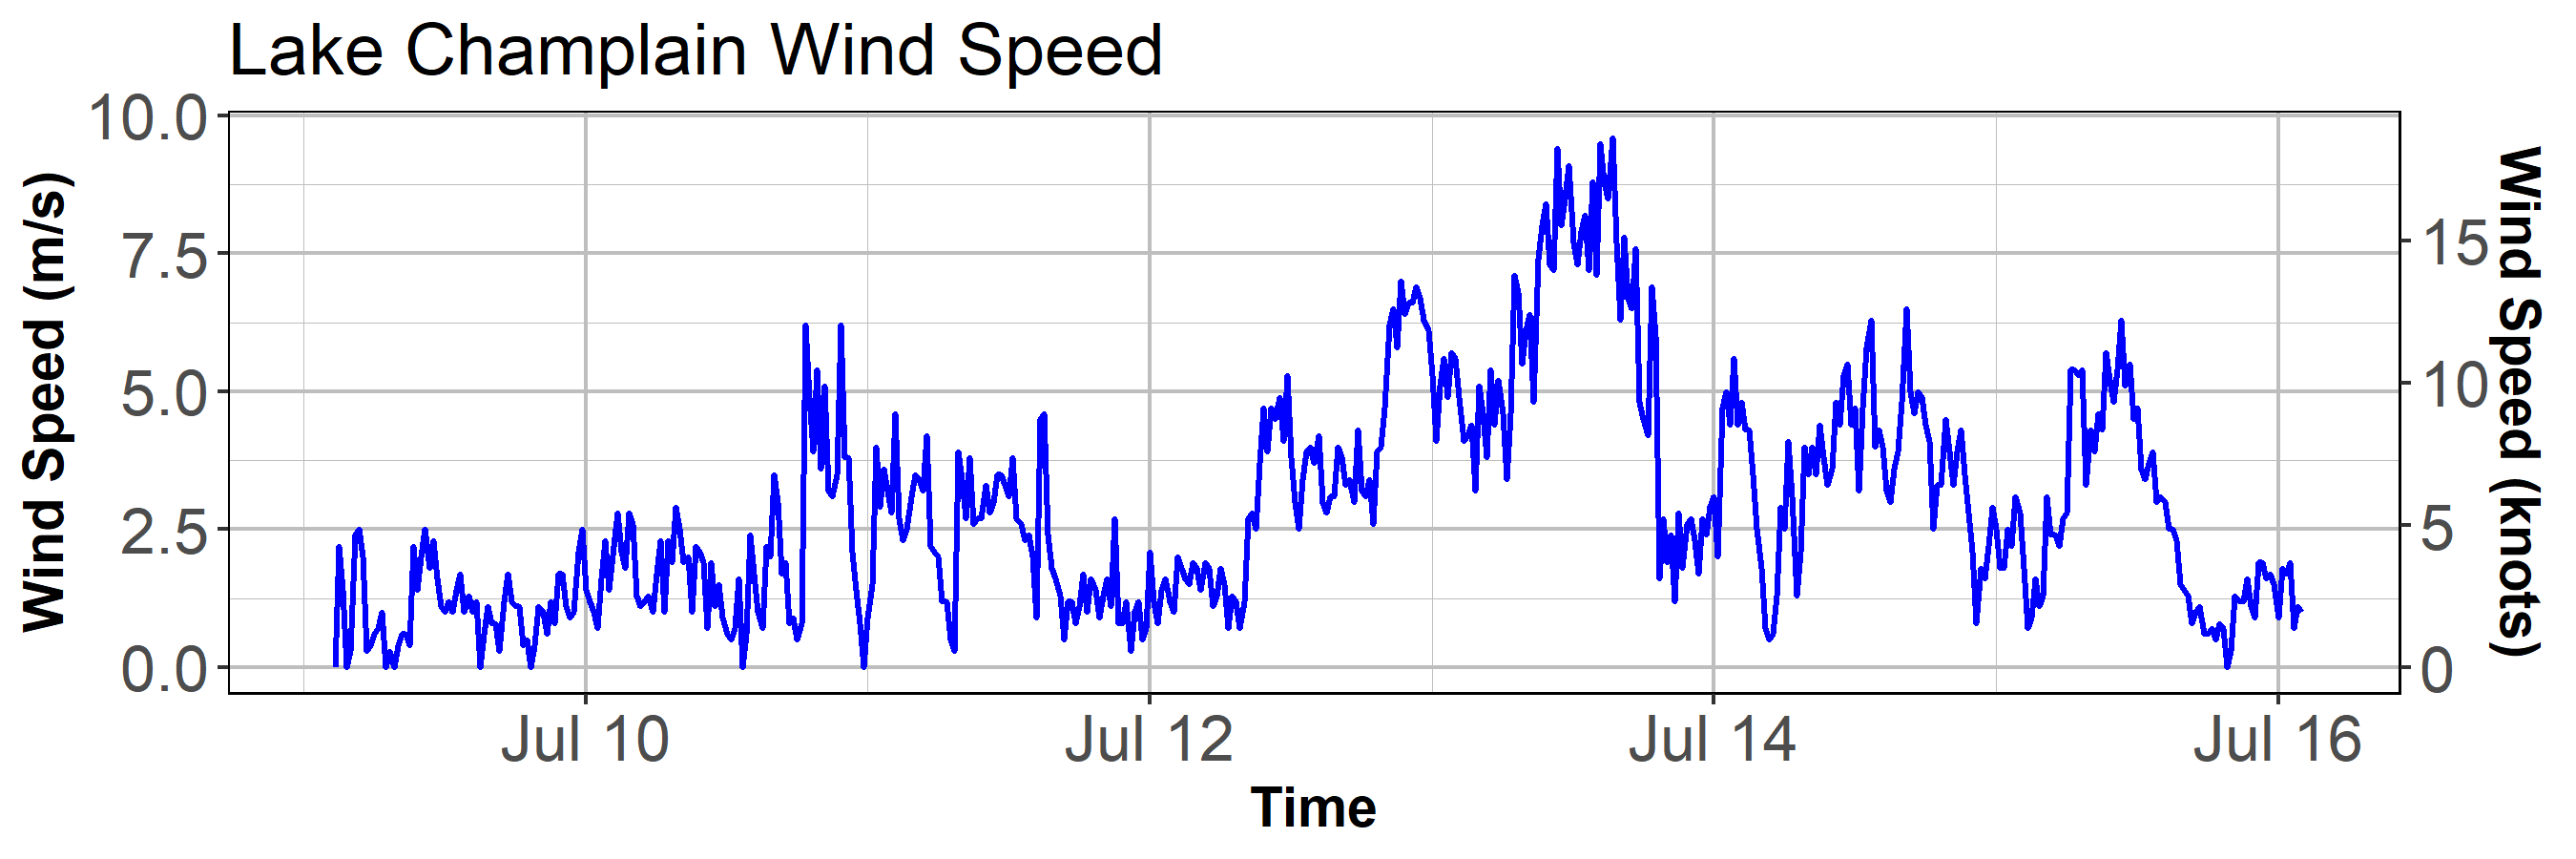 Lake Champlain Wind Speed
10.0
7.5
5.0
2.5
0.0
Wind Speed (m/s)
15
10
5
0
Wind Speed (knots)
Jul 10 Jul 12 Jul 14 Jul 16
Time